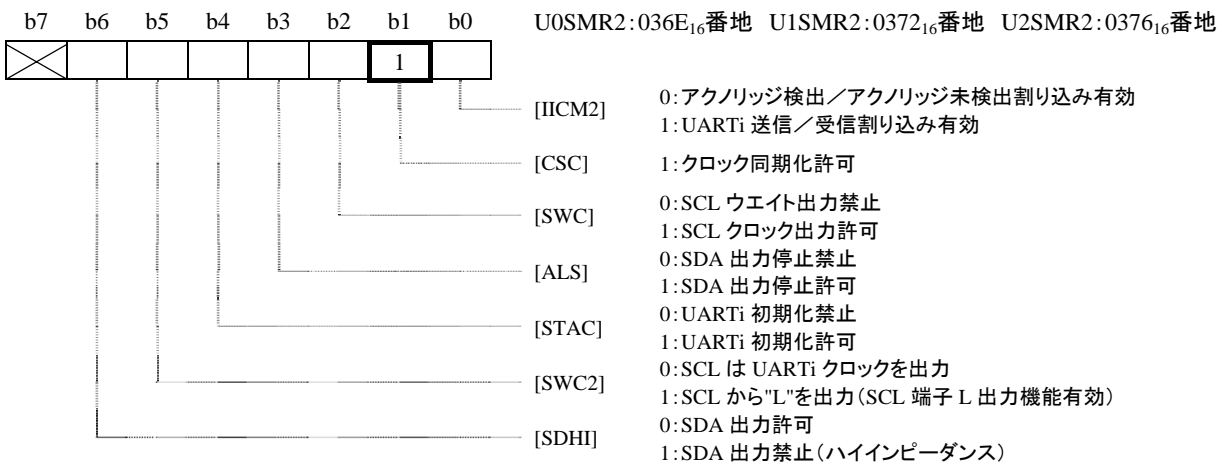 b7 b6 b5 b4 b3 b2 b1 b0 U0SMR2:036E₁₆番地 U1SMR2:0372₁₆番地 U2SMR2:0376₁₆番地
1
[IICM2] 0:アクノリッジ検出/アクノリッジ未検出割り込み有効
1:UARTi 送信/受信割り込み有効
[CSC] 1:クロック同期化許可
[SWC] 0:SCL ウエイト出力禁止
1:SCL クロック出力許可
[ALS] 0:SDA 出力停止禁止
1:SDA 出力停止許可
[STAC] 0:UARTi 初期化禁止
1:UARTi 初期化許可
[SWC2] 0:SCL は UARTi クロックを出力
1:SCL から"L"を出力(SCL 端子 L 出力機能有効)
[SDHI] 0:SDA 出力許可
1:SDA 出力禁止(ハイインピーダンス)